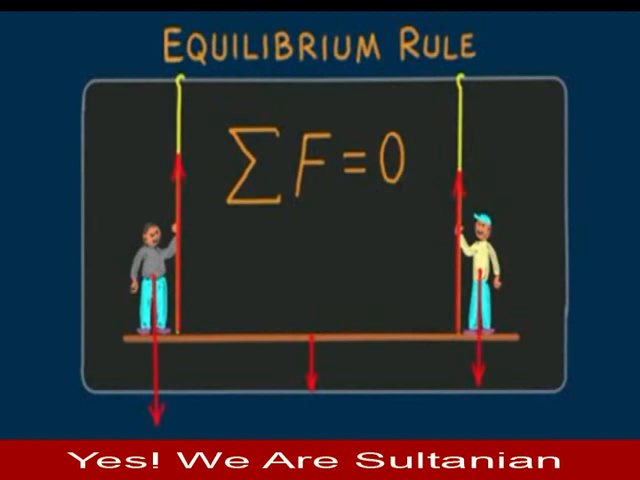 EQUILIBRIUM RULE
∑ F = 0
Yes! We Are Sultanian